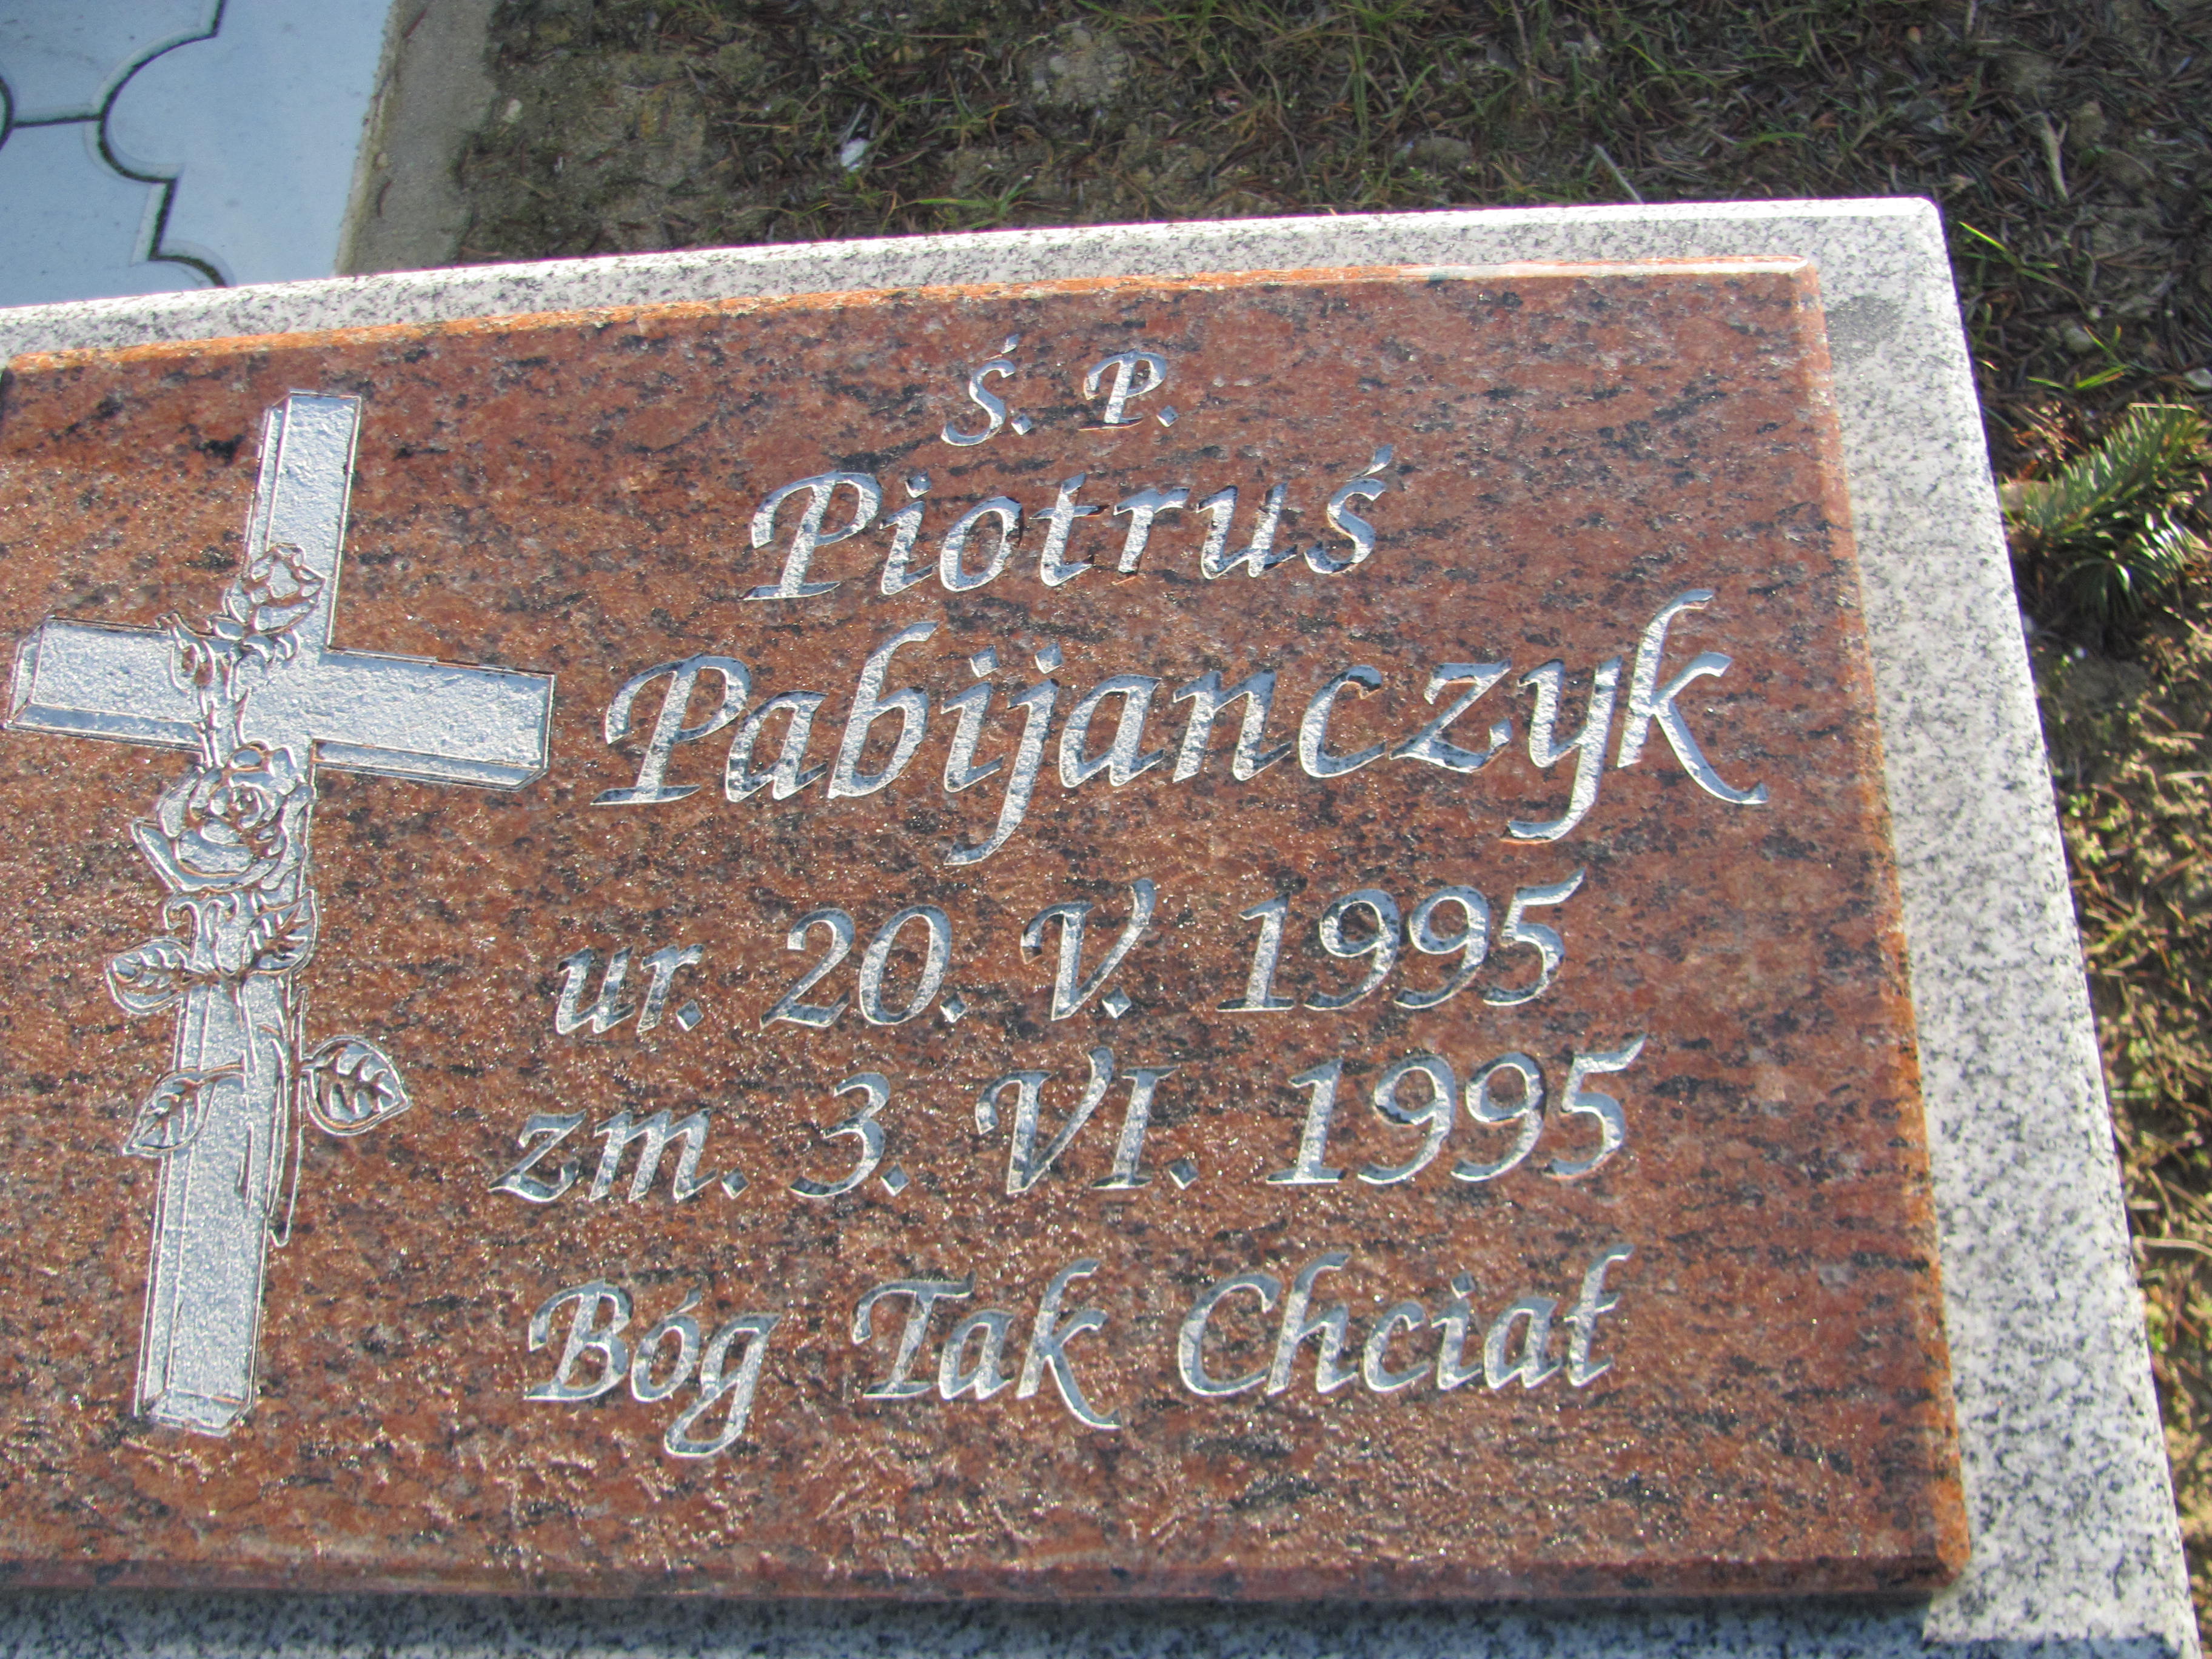 Ś. P.
Piotruś
Pabijanczyk
ur. 20. V. 1995
zm. 3. VI. 1995
Bóg Tak Chciał